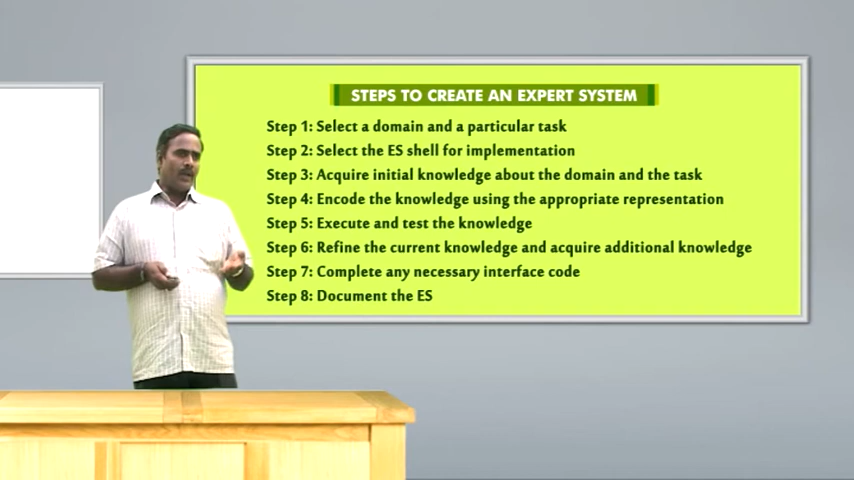 STEPS TO CREATE AN EXPERT SYSTEM
Step 1: Select a domain and a particular task
Step 2: Select the ES shell for implementation
Step 3: Acquire initial knowledge about the domain and the task
Step 4: Encode the knowledge using the appropriate representation
Step 5: Execute and test the knowledge
Step 6: Refine the current knowledge and acquire additional knowledge
Step 7: Complete any necessary interface code
Step 8: Document the ES